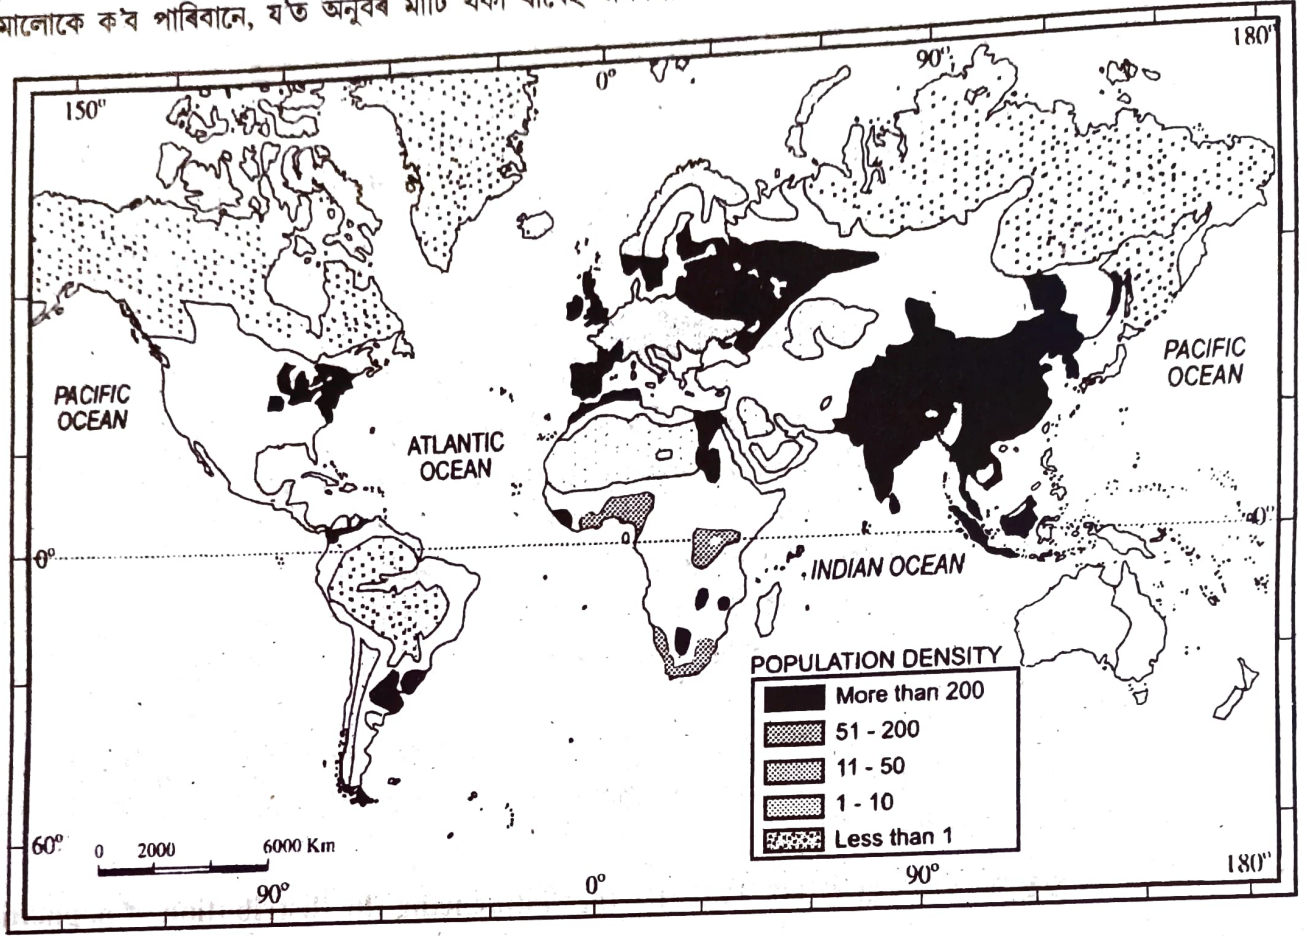 মালোকে ক'ব পাৰিবানে, য'ত অনুৰ্বৰ মাটি
0° 90° 180°
150°
PACIFIC
OCEAN
ATLANTIC
OCEAN
PACIFIC
OCEAN
0° 0°
INDIAN OCEAN
POPULATION DENSITY
More than 200
51 - 200
11 - 50
1 - 10
Less than 1
60° 0 2000 6000 Km
90° 0° 90° 180°